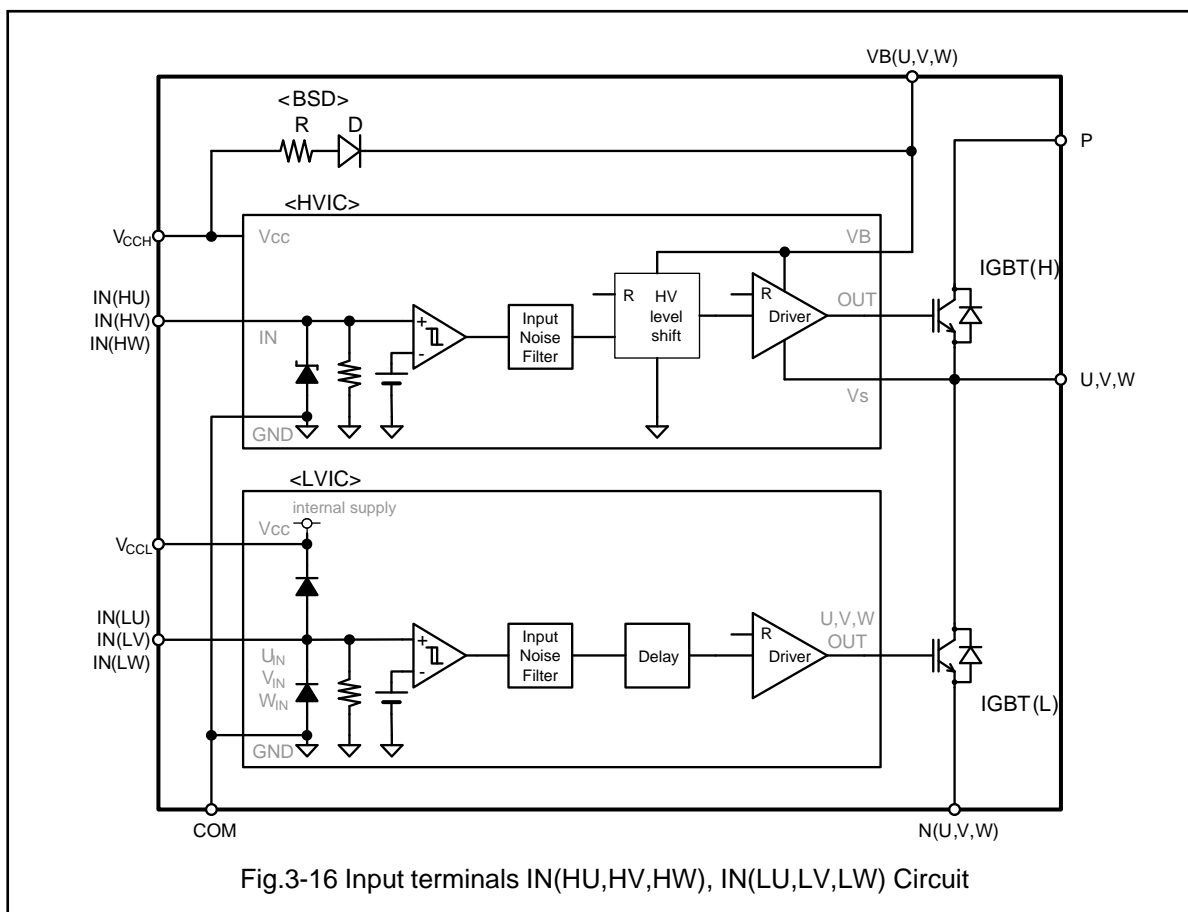 VB(U,V,W)
<BSD>
R D
P
<HVIC>
VCCH
Vcc
VB
IGBT(H)
IN(HU)
IN(HV)
IN(HW)
IN
R
HV
level
shift
R
Driver
OUT
Input
Noise
Filter
U,V,W
Vs
GND
<LVIC>
internal supply
Vcc
VCCL
IN(LU)
IN(LV)
IN(LW)
UIN
VIN
WIN
Input
Noise
Filter
Delay
R
Driver
U,V,W
OUT
IGBT(L)
GND
COM
N(U,V,W)
Fig.3-16 Input terminals IN(HU,HV,HW), IN(LU,LV,LW) Circuit